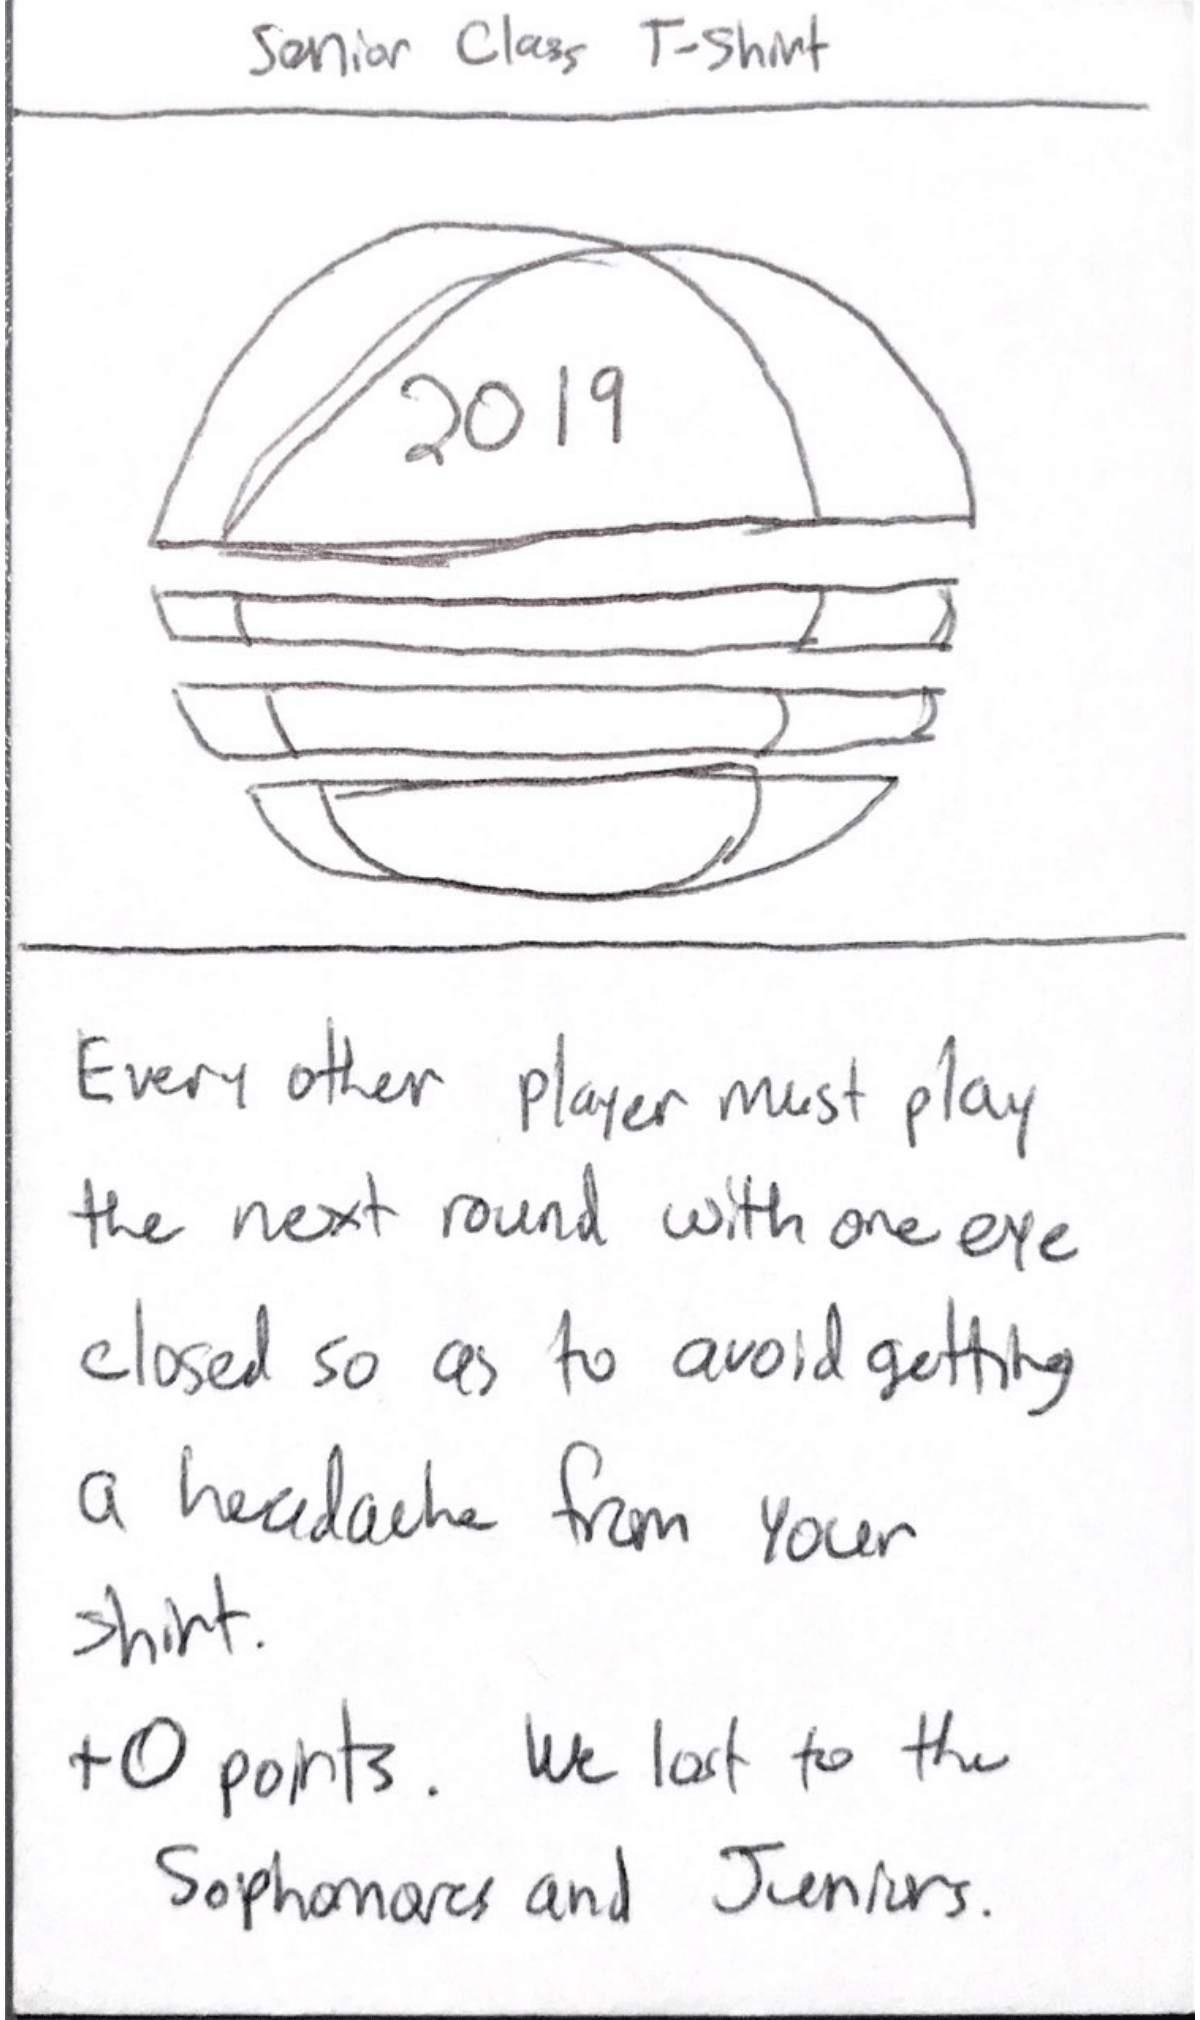 Senior Class T-Shirt
2019
Every other player must play
the next round with one eye
closed so as to avoid getting
a headache from your
shirt.
+0 points. We lost to the
Sophomores and Juniors.